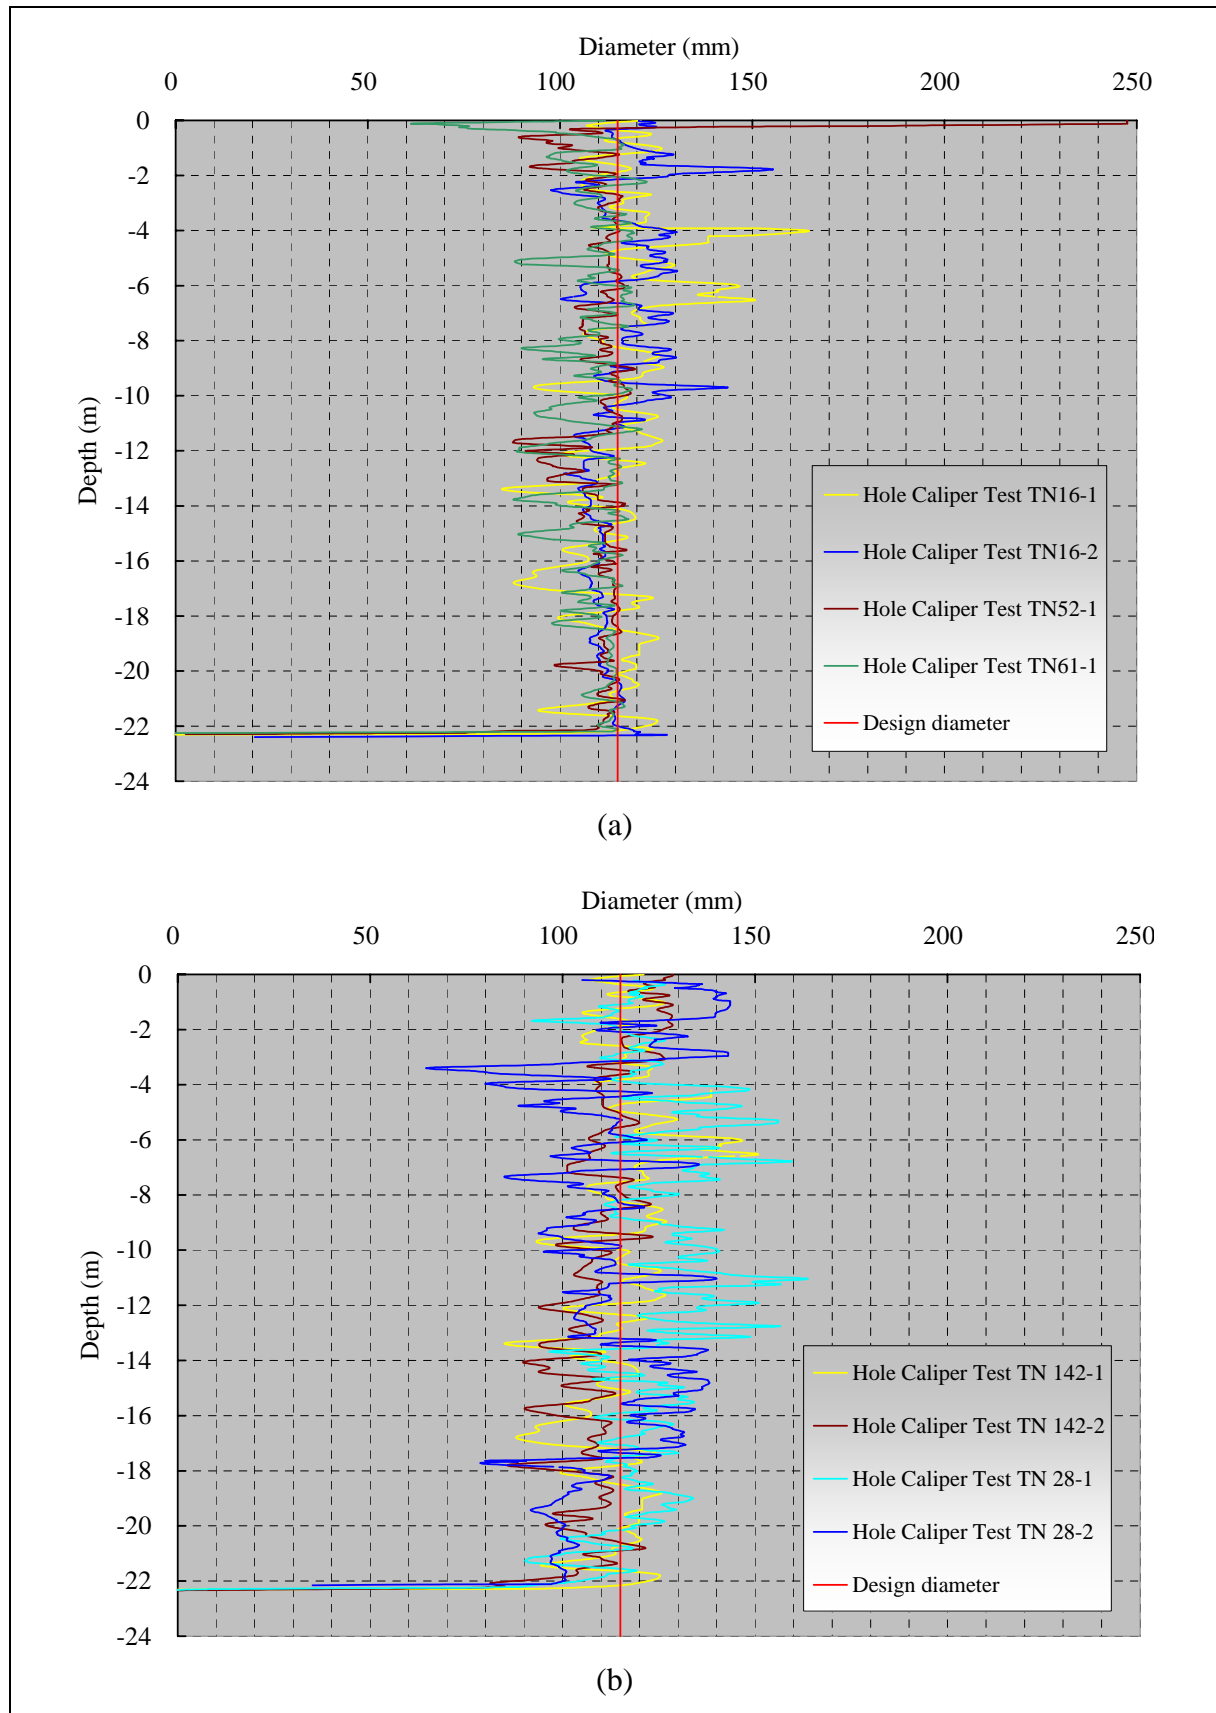 Diameter (mm)
0 50 100 150 200 250
0
-2
-4
-6
-8
-10
-12
-14
-16
-18
-20
-22
-24
Depth (m)
Hole Caliper Test TN16-1
Hole Caliper Test TN16-2
Hole Caliper Test TN52-1
Hole Caliper Test TN61-1
Design diameter
(a)
Diameter (mm)
0 50 100 150 200 250
0
-2
-4
-6
-8
-10
-12
-14
-16
-18
-20
-22
-24
Depth (m)
Hole Caliper Test TN 142-1
Hole Caliper Test TN 142-2
Hole Caliper Test TN 28-1
Hole Caliper Test TN 28-2
Design diameter
(b)